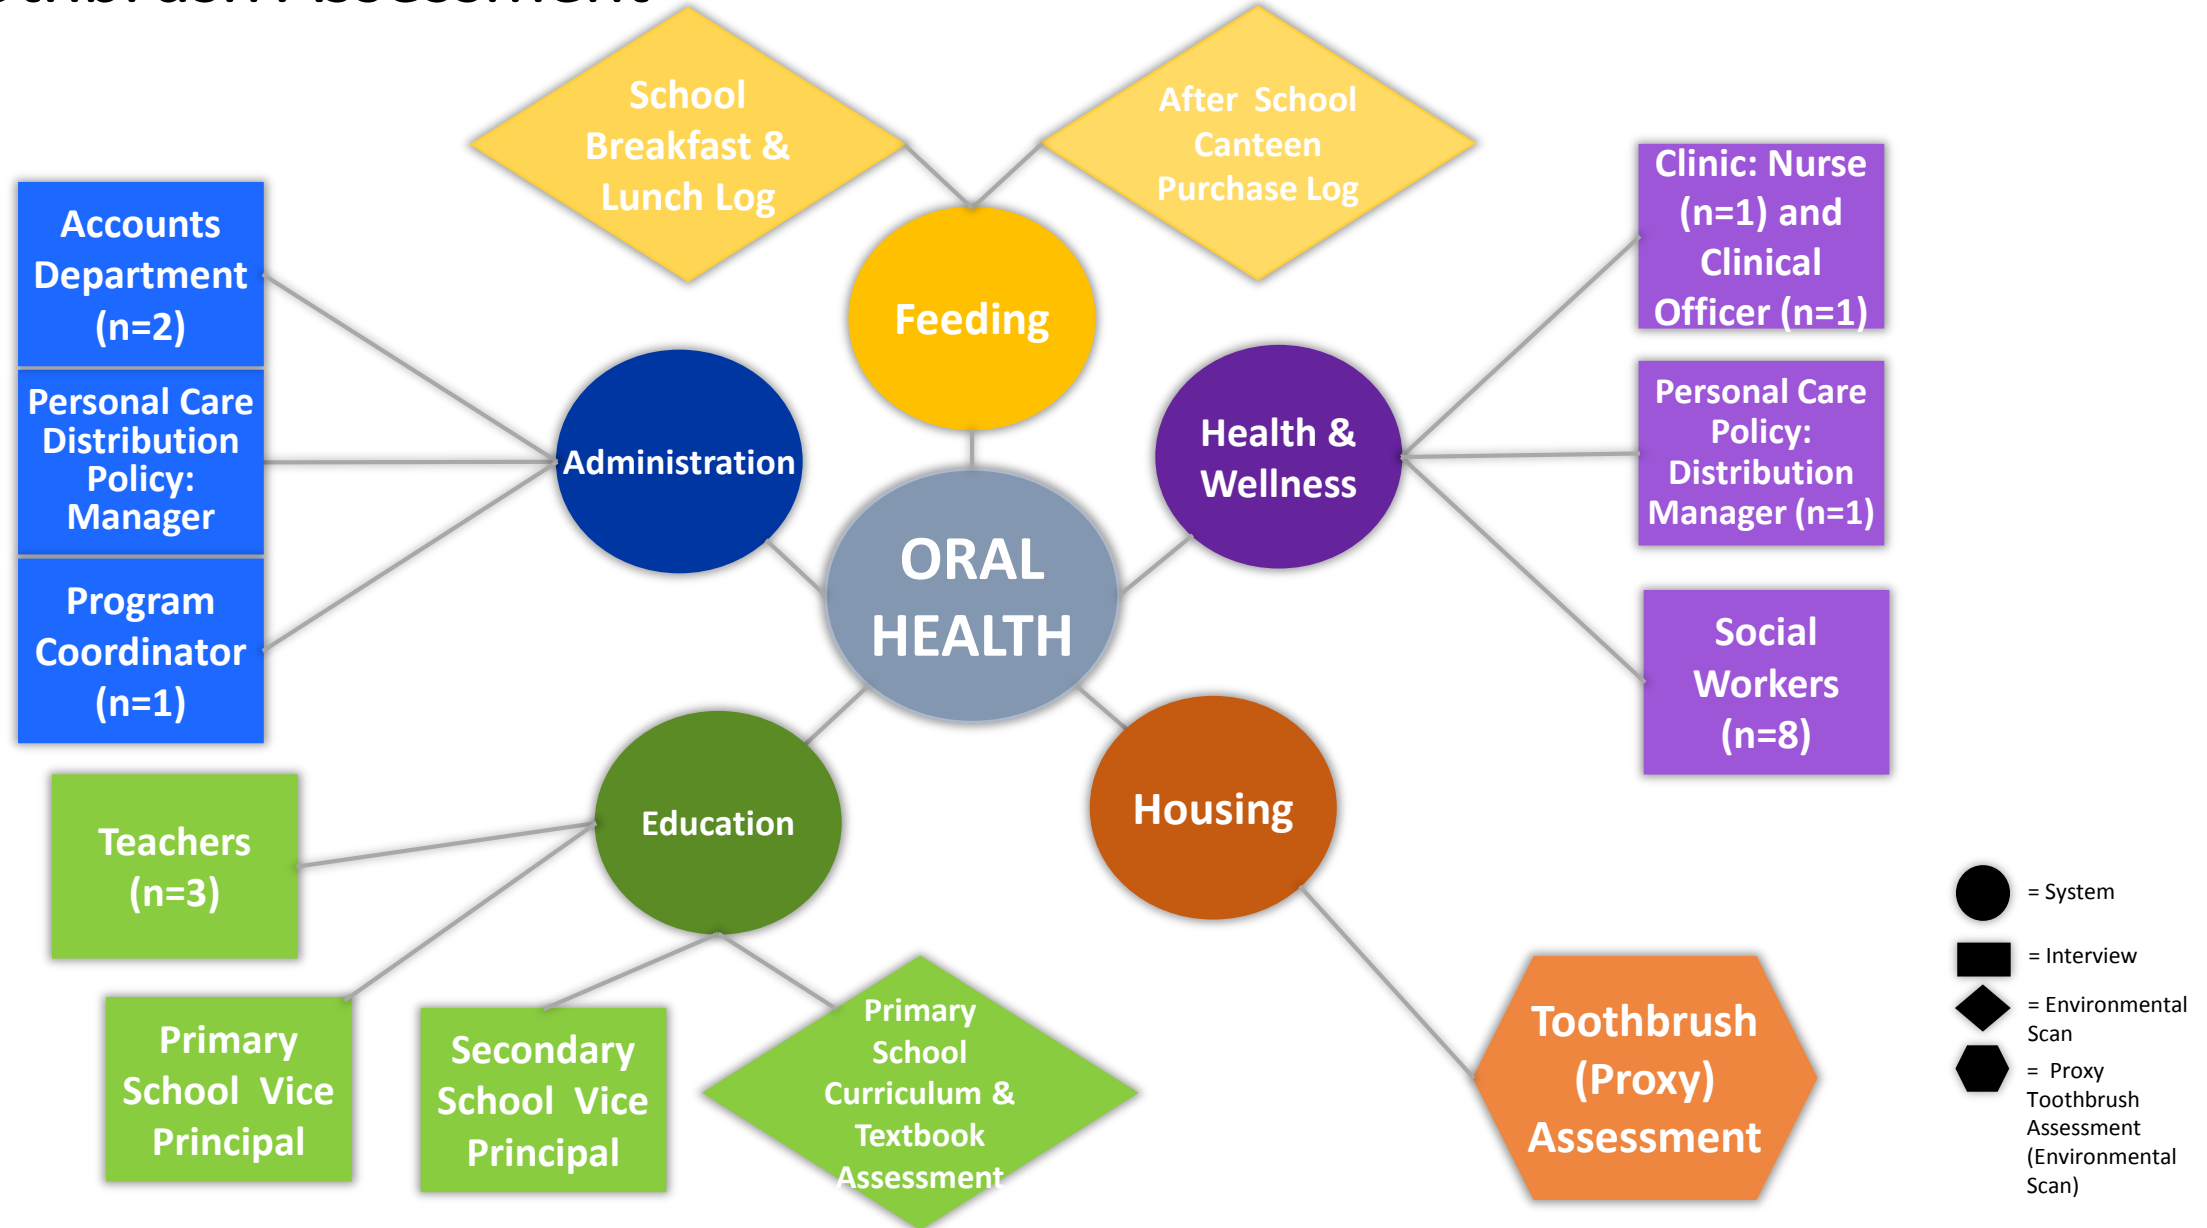 Assessment
School
Breakfast &
Lunch Log
After School
Canteen
Purchase Log
Accounts
Department
(n=2)
Personal Care
Distribution
Policy:
Manager
Program
Coordinator
(n=1)
Administration
Feeding
Health &
Wellness
Clinic: Nurse
(n=1) and
Clinical
Officer (n=1)
Personal Care
Policy:
Distribution
Manager (n=1)
Social
Workers
(n=8)
ORAL
HEALTH
Education
Housing
Teachers
(n=3)
Primary
School Vice
Principal
Secondary
School Vice
Principal
Primary
School
Curriculum &
Textbook
Assessment
Toothbrush
(Proxy)
Assessment
= System
= Interview
= Environmental
Scan
= Proxy
Toothbrush
Assessment
(Environmental
Scan)